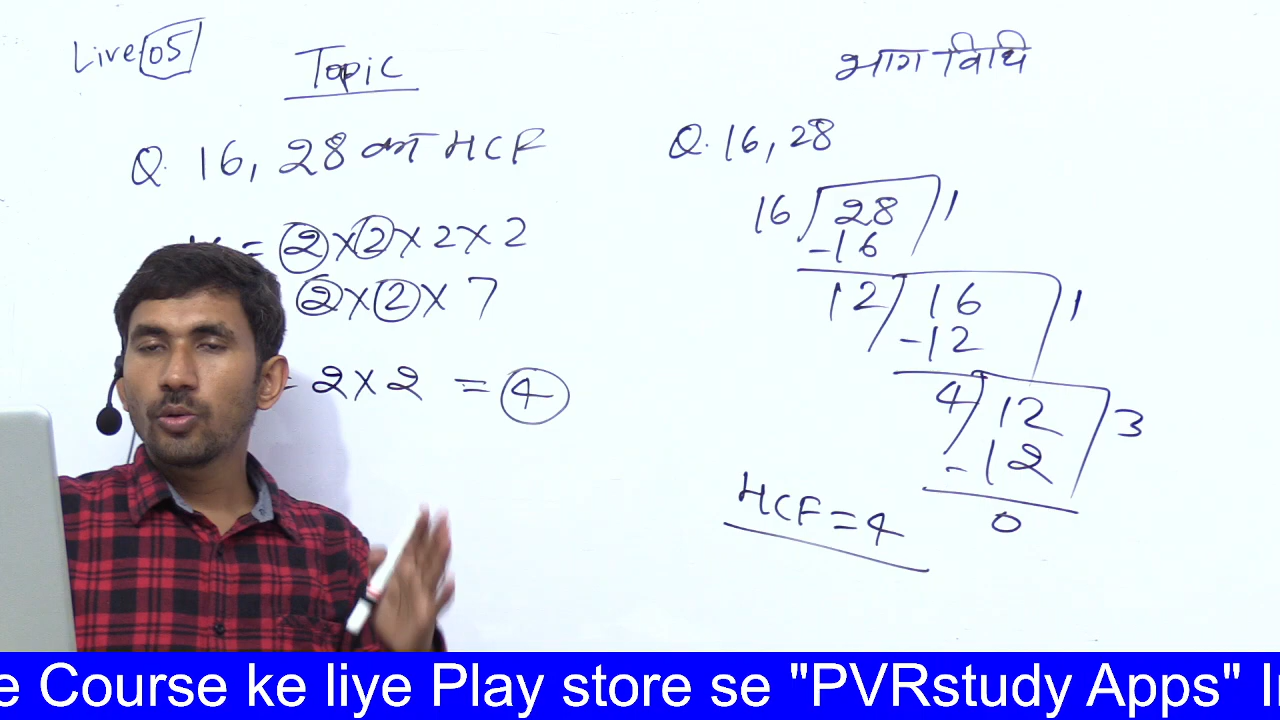 Live 05
Topic
Q. 16, 28 का HCF
= 2×2×2×2
2×2×7
= 2×2 = 4
भाग विधि
Q. 16, 28
16 28 1
-16
12 16 1
-12
4 12 3
-12
0
HCF = 4
e Course ke liye Play store se "PVRstudy Apps" I